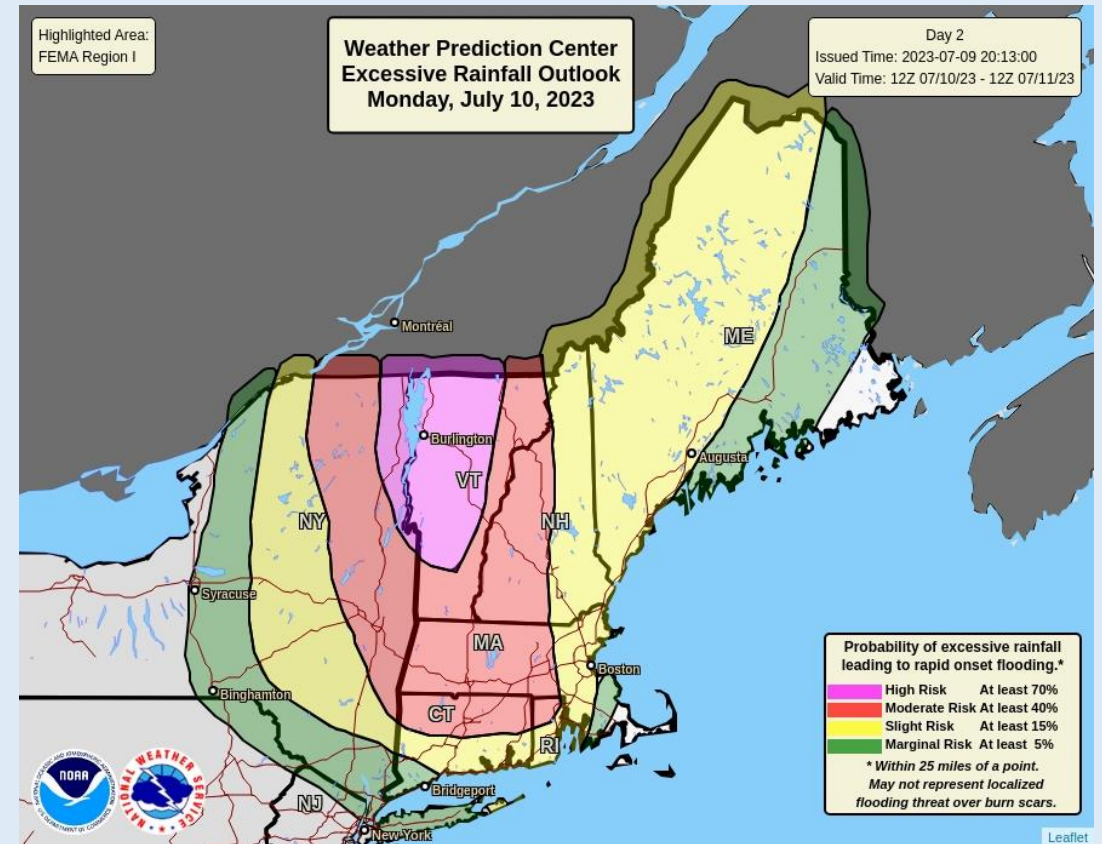 Highlighted Area:
FEMA Region I
Weather Prediction Center
Excessive Rainfall Outlook
Monday, July 10, 2023
Day 2
Issued Time: 2023-07-09 20:13:00
Valid Time: 12Z 07/10/23 - 12Z 07/11/23
Montréal
ME
Burlington
Augusta
VT
NY
NH
Syracuse
MA
Boston
Binghamton
CT
RI
Bridgeport
NJ
New York
Probability of excessive rainfall
leading to rapid onset flooding.*
High Risk At least 70%
Moderate Risk At least 40%
Slight Risk At least 15%
Marginal Risk At least 5%
* Within 25 miles of a point.
May not represent localized
flooding threat over burn scars.
NOAA
NATIONAL WEATHER SERVICE
Leaflet